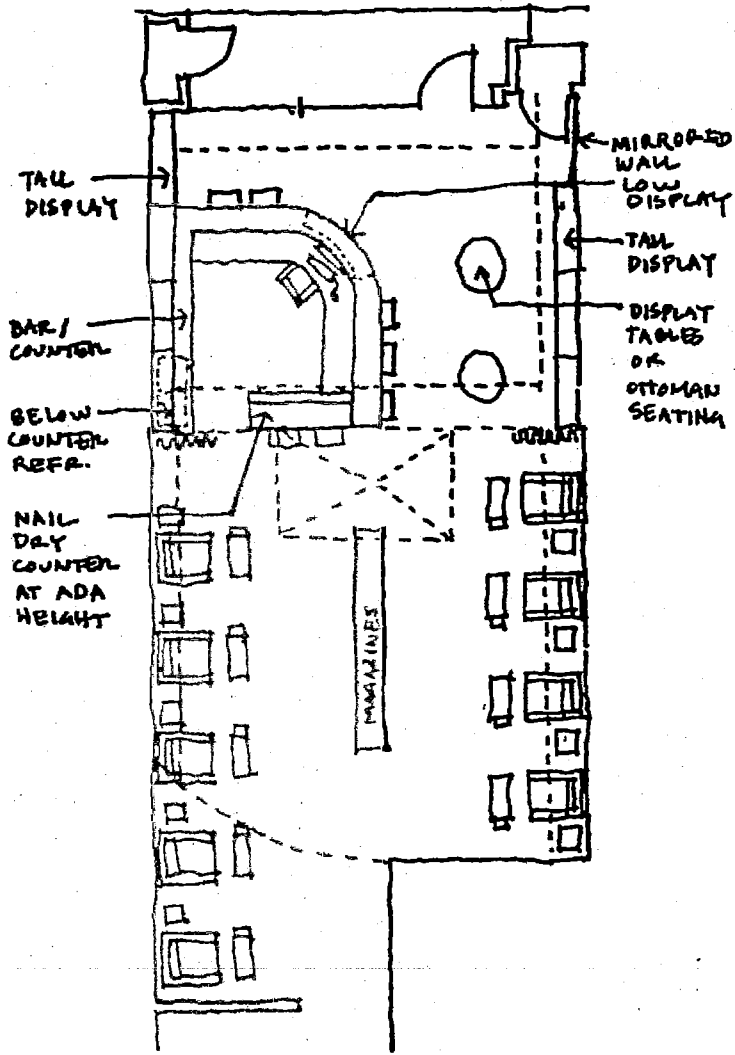 TALL
DISPLAY
BAR/
COUNTER
BELOW
COUNTER
REFR.
NAIL
DRY
COUNTER
AT ADA
HEIGHT
MAGAZINES
MIRRORED
WALL
LOW
DISPLAY
TALL
DISPLAY
DISPLAY
TABLES
OR
OTTOMAN
SEATING